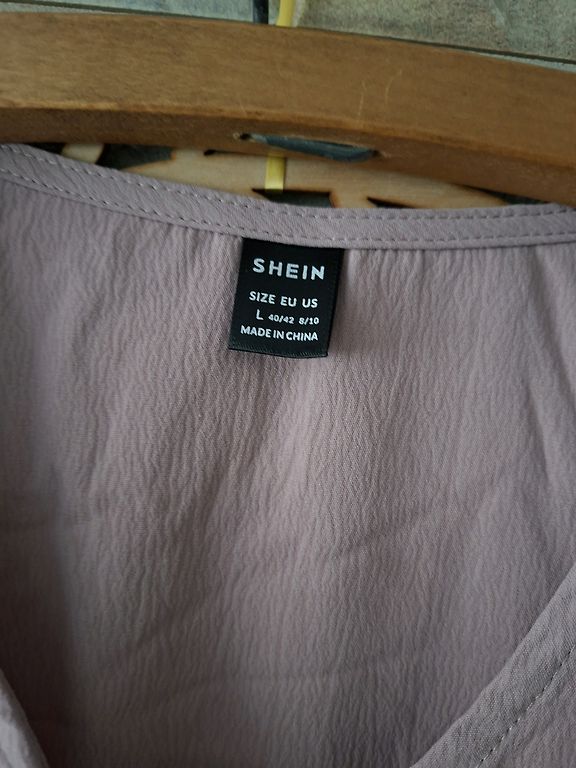 SHEIN
SIZE EU US
L 40/42 8/10
MADE IN CHINA